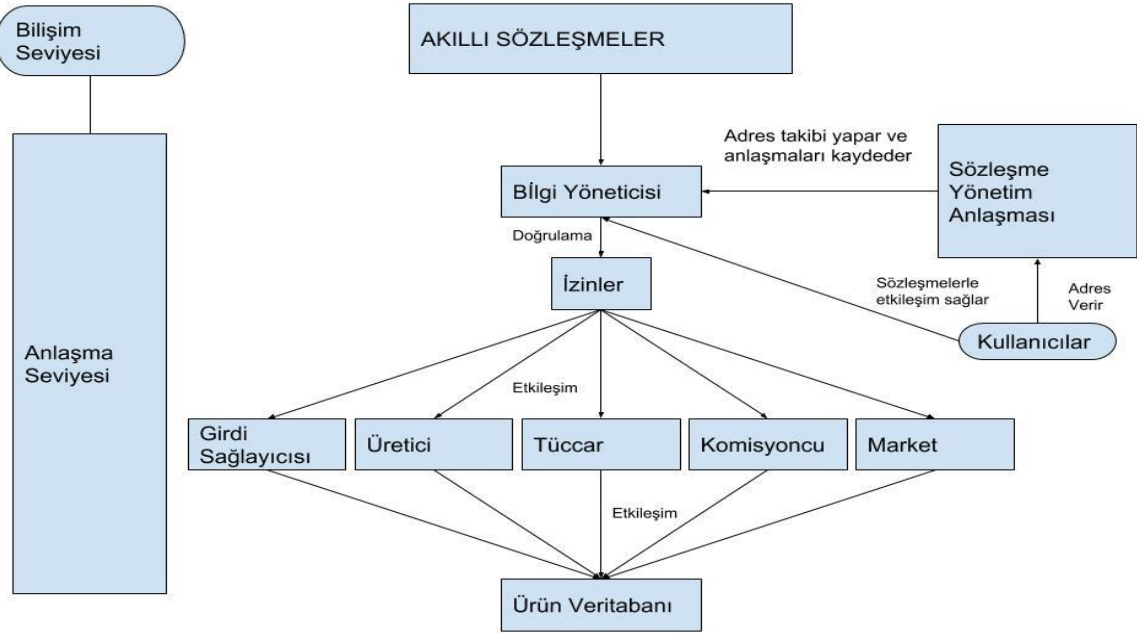 Bilişim
Seviyesi
AKILLI SÖZLEŞMELER
Adres takibi yapar ve
anlaşmaları kaydeder
Sözleşme
Yönetim
Anlaşması
Bİlgi Yöneticisi
Doğrulama
İzinler
Sözleşmelerle
etkileşim sağlar
Adres
Verir
Kullanıcılar
Anlaşma
Seviyesi
Etkileşim
Girdi
Sağlayıcısı
Üretici
Tüccar
Komisyoncu
Market
Etkileşim
Ürün Veritabanı